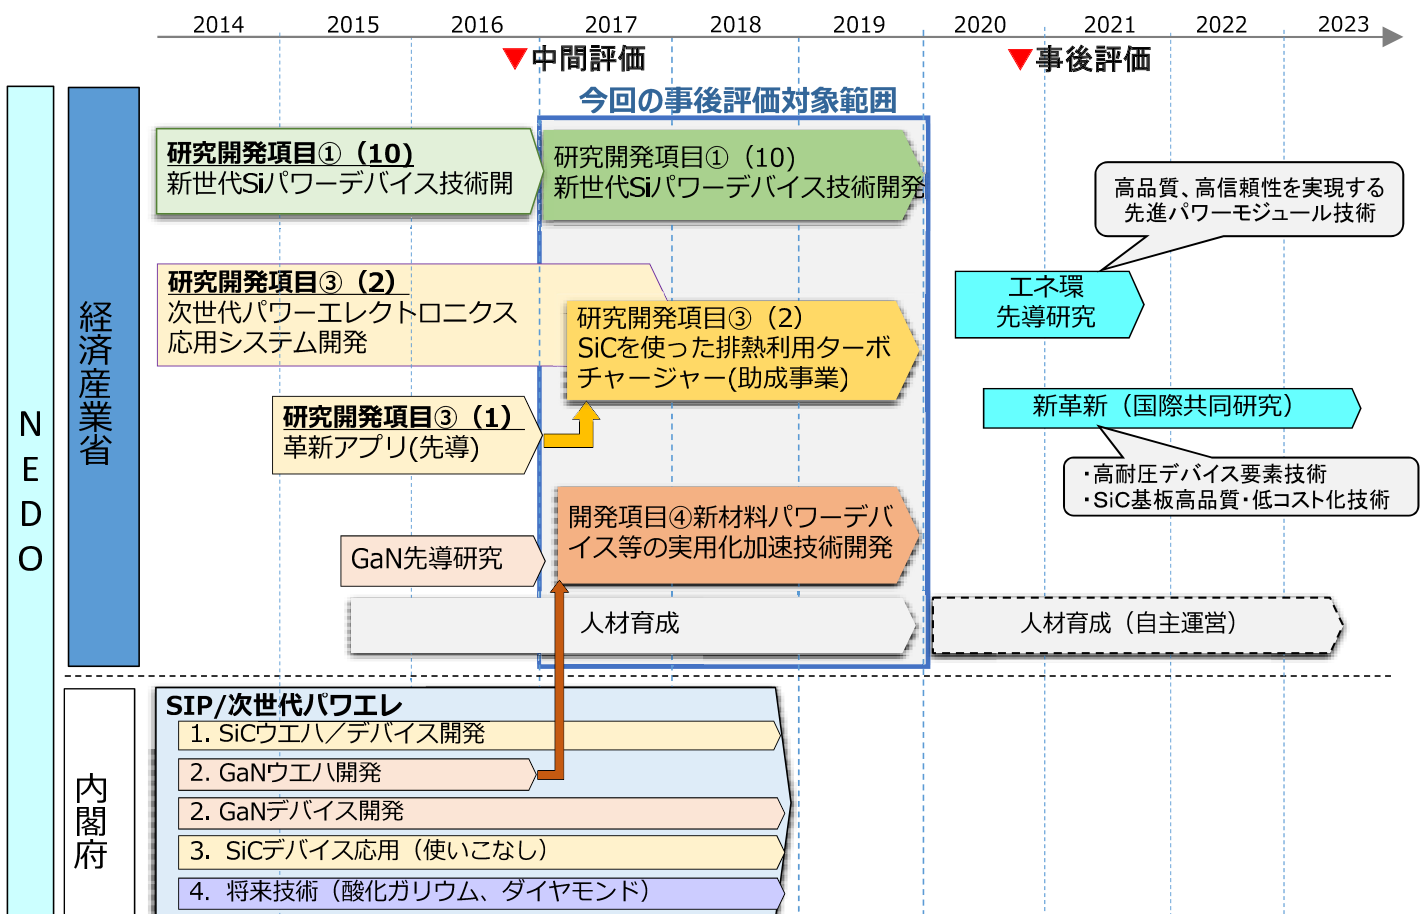 2014 2015 2016 2017 2018 2019 2020 2021 2022 2023
▼中間評価
▼事後評価
今回の事後評価対象範囲
NEDO
経済産業省
研究開発項目①（10）
新世代Siパワーデバイス技術開
研究開発項目①（10）
新世代Siパワーデバイス技術開発
高品質、高信頼性を実現する
先進パワーモジュール技術
研究開発項目③（2）
次世代パワーエレクトロニクス
応用システム開発
研究開発項目③（2）
SiCを使った排熱利用ターボ
チャージャー(助成事業)
エネ環
先導研究
研究開発項目③（1）
革新アプリ(先導)
新革新（国際共同研究）
・高耐圧デバイス要素技術
・SiC基板高品質・低コスト化技術
開発項目④新材料パワーデバ
イス等の実用化加速技術開発
GaN先導研究
人材育成
人材育成（自主運営）
内閣府
SIP/次世代パワエレ
1. SiCウエハ／デバイス開発
2. GaNウエハ開発
2. GaNデバイス開発
3. SiCデバイス応用（使いこなし）
4. 将来技術（酸化ガリウム、ダイヤモンド）